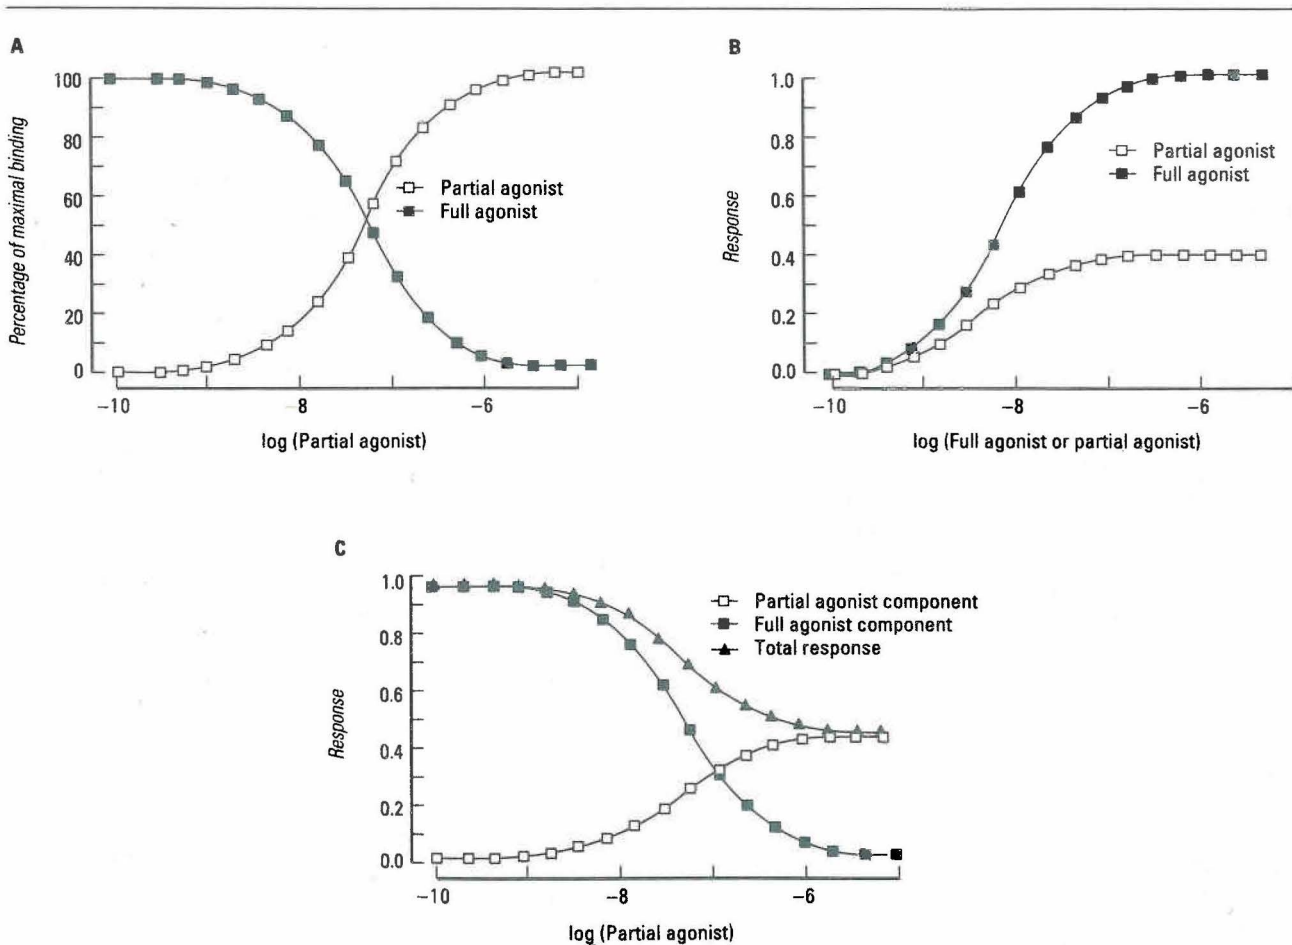 A
Percentage of maximal binding
100
80
60
40
20
0
Partial agonist
Full agonist
-10
-8
-6
log (Partial agonist)
B
Response
1.0
0.8
0.6
0.4
0.2
0.0
Partial agonist
Full agonist
-10
-8
-6
log (Full agonist or partial agonist)
C
Response
1.0
0.8
0.6
0.4
0.2
0.0
Partial agonist component
Full agonist component
Total response
-10
-8
-6
log (Partial agonist)